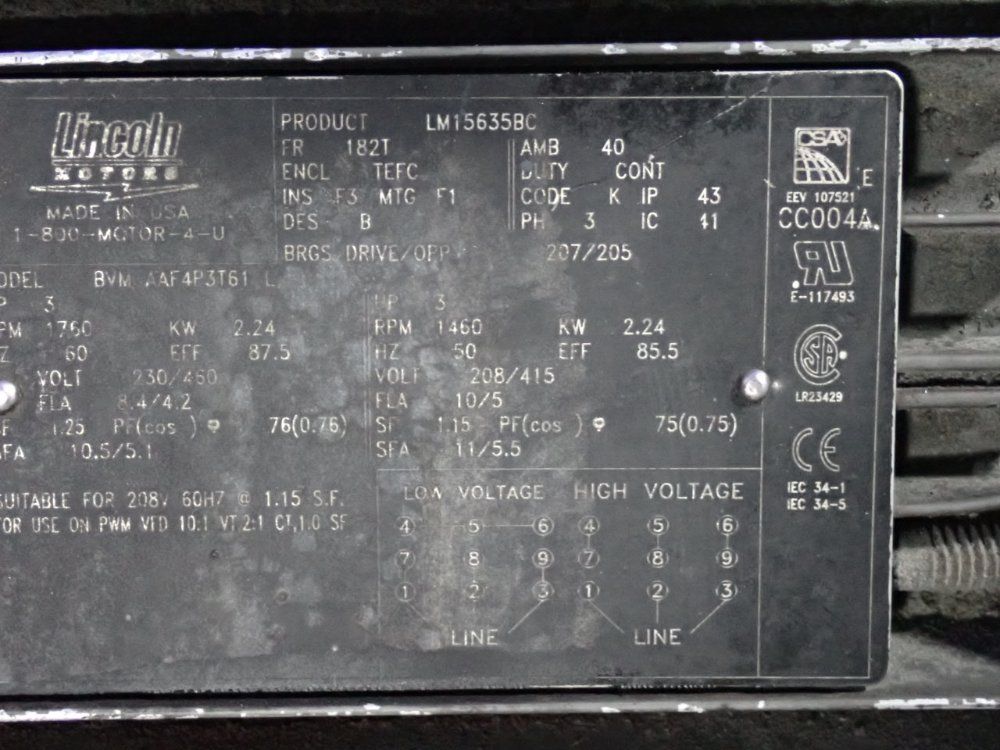 Lincoln
MOTORS
MADE IN USA
1-800-MOTOR-4-U
PRODUCT LM15635BC
FR 182T
ENCL TEFC
INS F3 MTG F1
DES B
AMB 40
DUTY CONT
CODE K IP 43
PH 3 IC 41
BRGS DRIVE/OPP 207/205
ODEL BVM AAF4P3T61 L
P 3
PM 1760 KW 2.24
Z 60 EFF 87.5
VOLT 230/460
FLA 8.4/4.2
SF 1.25 PF(cos ) 76(0.76)
SFA 10.5/5.1
SUITABLE FOR 208V 60HZ @ 1.15 S.F.
FOR USE ON PWM VFD 10:1 VT,2:1 CT,1.0 SF
HP 3
RPM 1460 KW 2.24
HZ 50 EFF 85.5
VOLT 208/415
FLA 10/5
SF 1.15 PF(cos ) 75(0.75)
SFA 11/5.5
LOW VOLTAGE HIGH VOLTAGE
4 5 6 4 5 6
7 8 9 7 8 9
1 2 3 1 2 3
LINE LINE
CSA
E
EEV 107521
CC004A
RU
E-117493
CSA
LR23429
CE
IEC 34-1
IEC 34-5